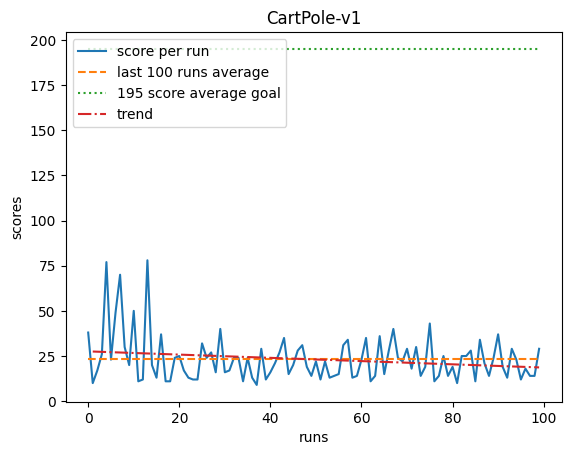 CartPole-v1
200
175
150
125
100
75
50
25
0
scores
score per run
last 100 runs average
195 score average goal
trend
0
20
40
60
80
100
runs